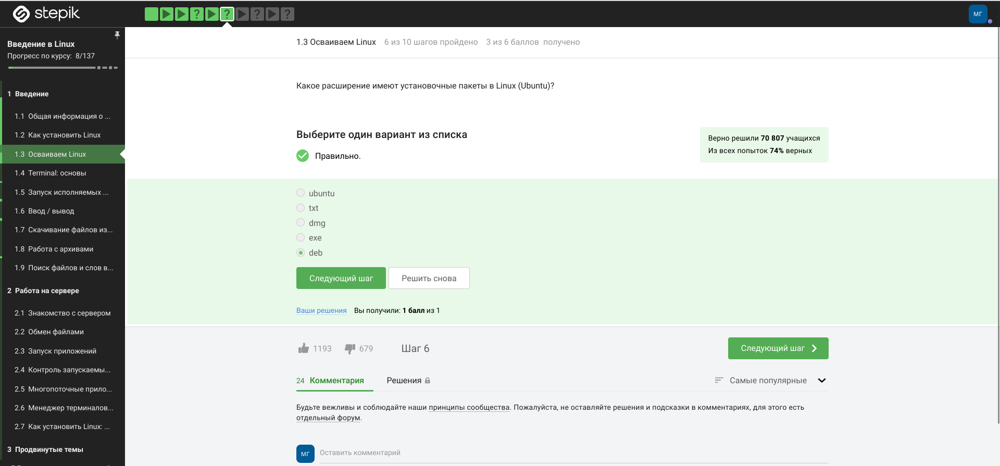 stepik
МГ
Введение в Linux
Прогресс по курсу: 8/137
1 Введение
1.1 Общая информация о ...
1.2 Как установить Linux
1.3 Осваиваем Linux
1.4 Terminal: основы
1.5 Запуск исполняемых ...
1.6 Ввод / вывод
1.7 Скачивание файлов из...
1.8 Работа с архивами
1.9 Поиск файлов и слов в...
2 Работа на сервере
2.1 Знакомство с сервером
2.2 Обмен файлами
2.3 Запуск приложений
2.4 Контроль запускаемы...
2.5 Многопоточные прило...
2.6 Менеджер терминалов...
2.7 Как установить Linux: ...
3 Продвинутые темы
1.3 Осваиваем Linux 6 из 10 шагов пройдено 3 из 6 баллов получено
Какое расширение имеют установочные пакеты в Linux (Ubuntu)?
Выберите один вариант из списка
Правильно.
Верно решили 70 807 учащихся
Из всех попыток 74% верных
ubuntu
txt
dmg
exe
deb
Следующий шаг Решить снова
Ваши решения Вы получили: 1 балл из 1
1193 679 Шаг 6 Следующий шаг
24 Комментария Решения Самые популярные
Будьте вежливы и соблюдайте наши принципы сообщества. Пожалуйста, не оставляйте решения и подсказки в комментариях, для этого есть
отдельный форум.
МГ Оставить комментарий